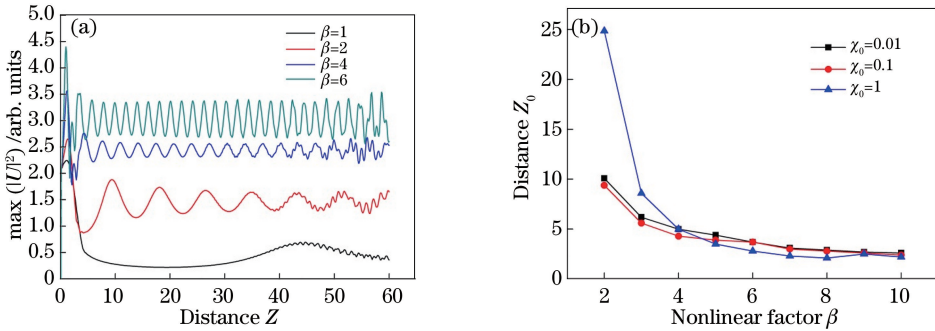 (a)
β=1
β=2
β=4
β=6
max (|U|²) /arb. units
5.0
4.5
4.0
3.5
3.0
2.5
2.0
1.5
1.0
0.5
0
0 10 20 30 40 50 60
Distance Z
(b)
χ₀=0.01
χ₀=0.1
χ₀=1
Distance Z₀
25
20
15
10
5
0
2 4 6 8 10
Nonlinear factor β